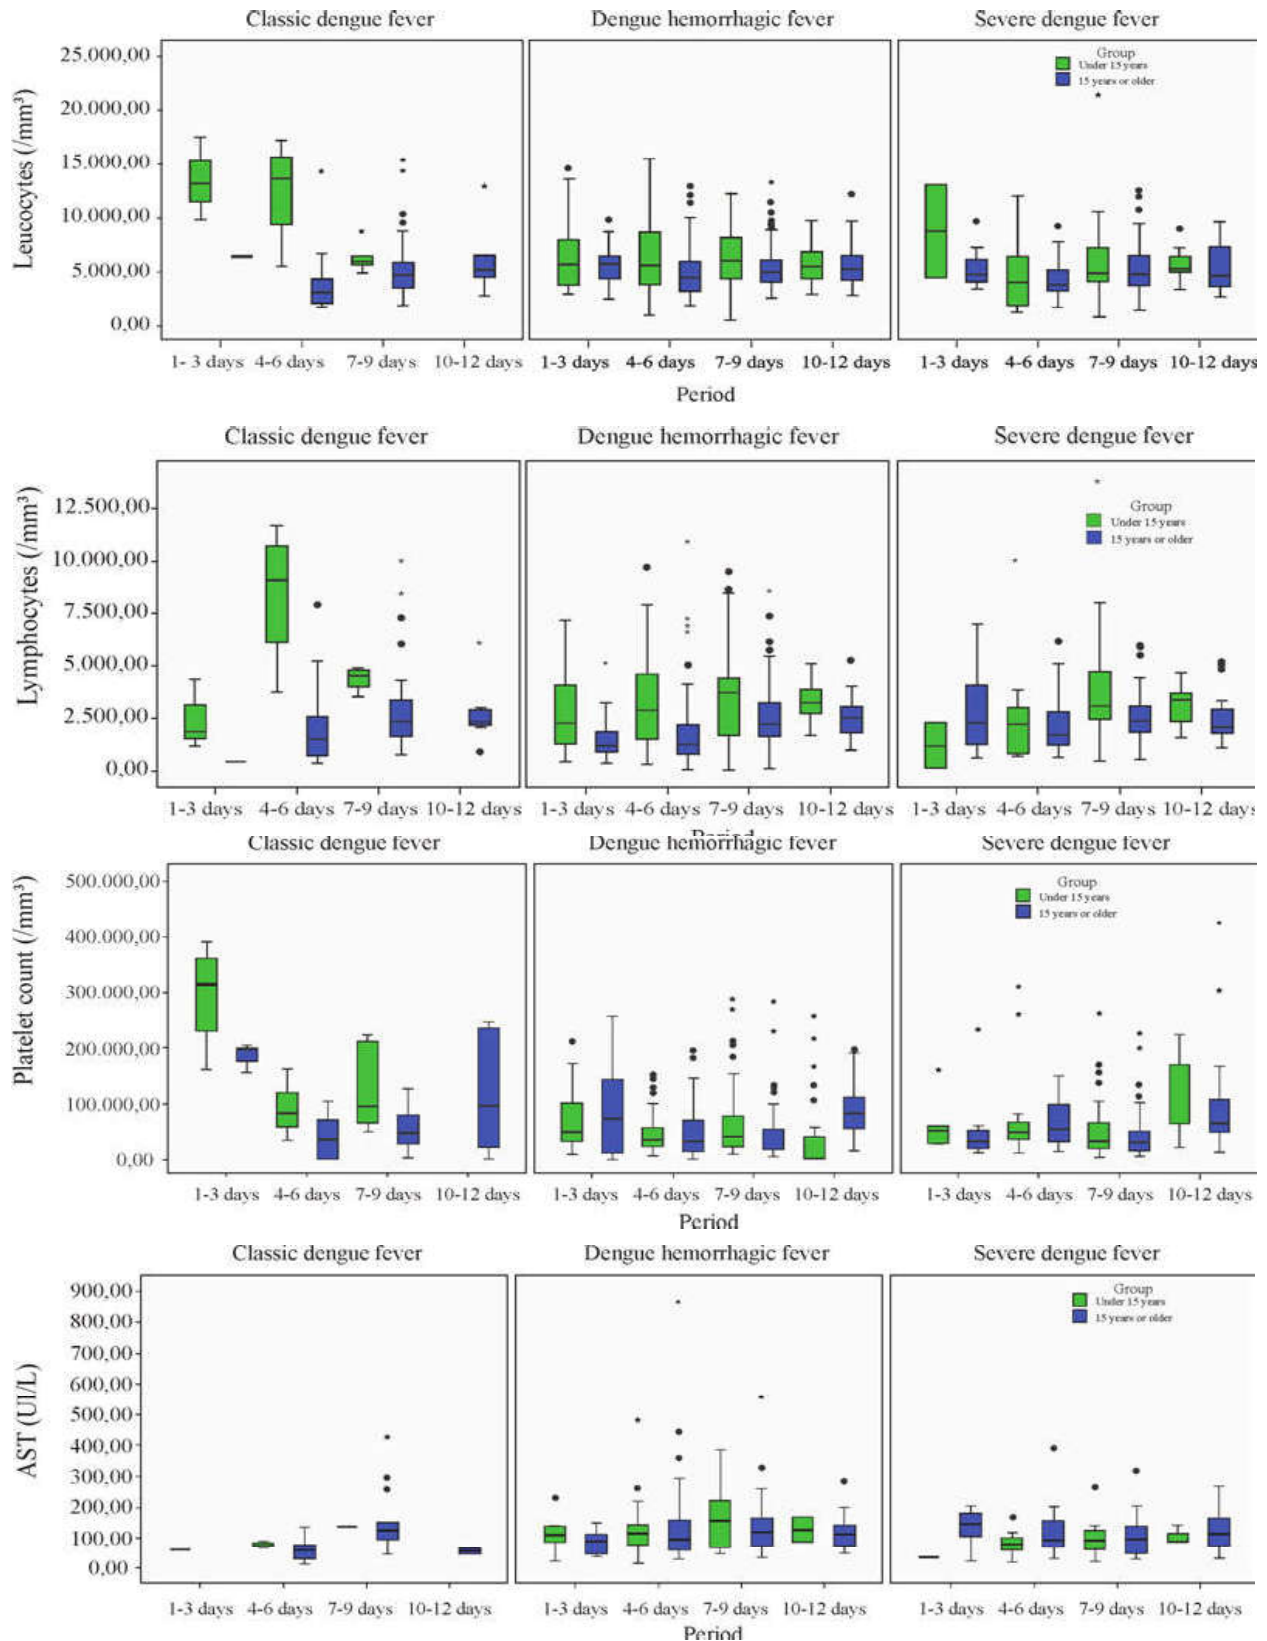 Classic dengue fever Dengue hemorrhagic fever Severe dengue fever
Leucocytes (/mm³)
25.000,00
20.000,00
15.000,00
10.000,00
5.000,00
0,00
Group
Under 15 years
15 years or older
1- 3 days 4-6 days 7-9 days 10-12 days 1-3 days 4-6 days 7-9 days 10-12 days 1-3 days 4-6 days 7-9 days 10-12 days
Period
Classic dengue fever Dengue hemorrhagic fever Severe dengue fever
Lymphocytes (/mm³)
12.500,00
10.000,00
7.500,00
5.000,00
2.500,00
0,00
Group
Under 15 years
15 years or older
1-3 days 4-6 days 7-9 days 10-12 days 1-3 days 4-6 days 7-9 days 10-12 days 1-3 days 4-6 days 7-9 days 10-12 days
Period
Classic dengue fever Dengue hemorrhagic fever Severe dengue fever
Platelet count (/mm³)
500.000,00
400.000,00
300.000,00
200.000,00
100.000,00
0,00
Group
Under 15 years
15 years or older
1-3 days 4-6 days 7-9 days 10-12 days 1-3 days 4-6 days 7-9 days 10-12 days 1-3 days 4-6 days 7-9 days 10-12 days
Period
Classic dengue fever Dengue hemorrhagic fever Severe dengue fever
AST (UI/L)
900,00
800,00
700,00
600,00
500,00
400,00
300,00
200,00
100,00
0,00
Group
Under 15 years
15 years or older
1-3 days 4-6 days 7-9 days 10-12 days 1-3 days 4-6 days 7-9 days 10-12 days 1-3 days 4-6 days 7-9 days 10-12 days
Period